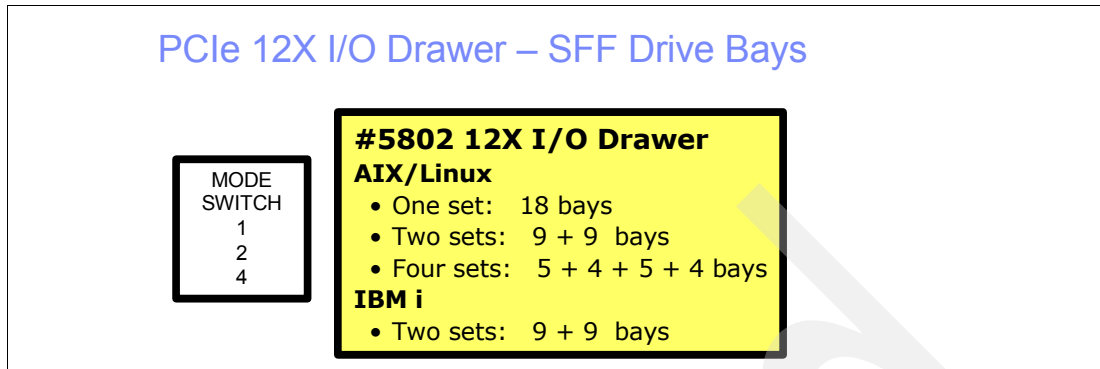 PCIe 12X I/O Drawer – SFF Drive Bays
MODE
SWITCH
1
2
4
#5802 12X I/O Drawer
AIX/Linux
• One set: 18 bays
• Two sets: 9 + 9 bays
• Four sets: 5 + 4 + 5 + 4 bays
IBM i
• Two sets: 9 + 9 bays